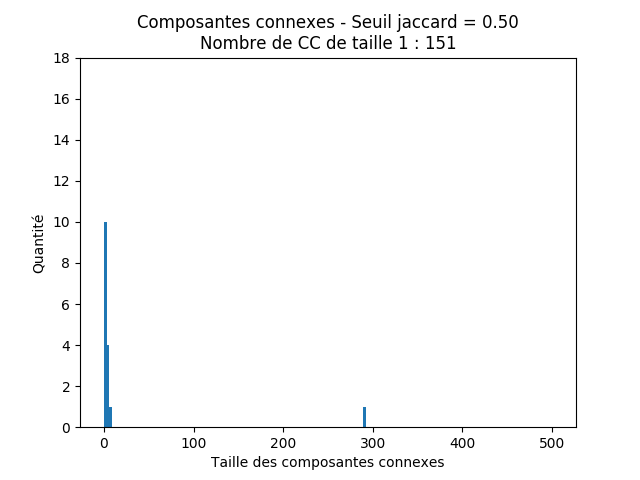 Composantes connexes - Seuil jaccard = 0.50
Nombre de CC de taille 1 : 151
18
16
14
12
10
8
6
4
2
0
Quantité
0 100 200 300 400 500
Taille des composantes connexes